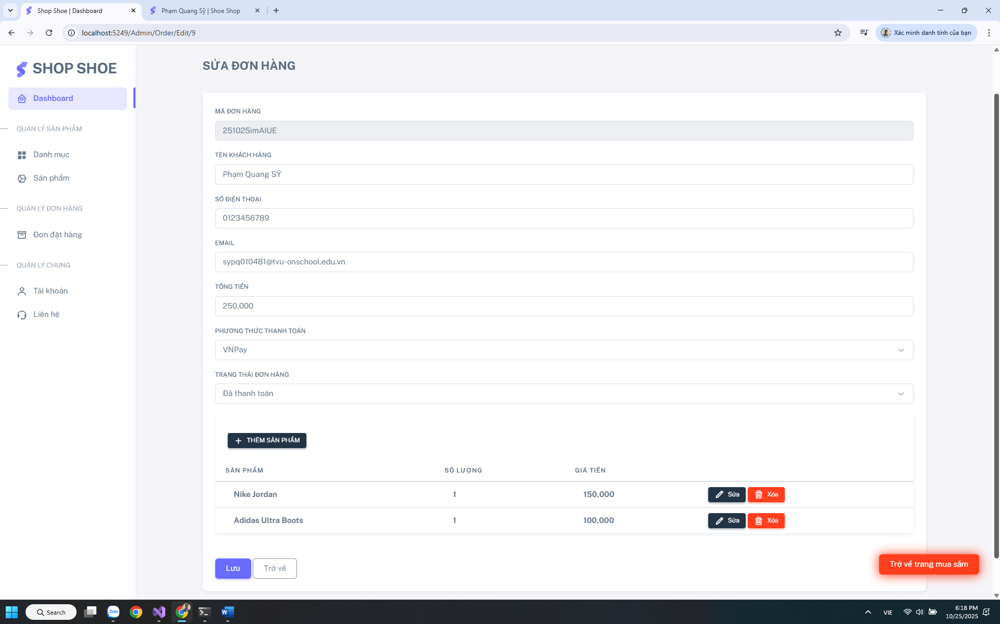 Shop Shoe | Dashboard
Phạm Quang Sỹ | Shoe Shop
localhost:5249/Admin/Order/Edit/9
Xác minh danh tính của bạn
SHOP SHOE
Dashboard
QUẢN LÝ SẢN PHẨM
Danh mục
Sản phẩm
QUẢN LÝ ĐƠN HÀNG
Đơn đặt hàng
QUẢN LÝ CHUNG
Tài khoản
Liên hệ
SỬA ĐƠN HÀNG
MÃ ĐƠN HÀNG
251025imAIUE
TÊN KHÁCH HÀNG
Phạm Quang SỸ
SỐ ĐIỆN THOẠI
0123456789
EMAIL
sypq010481@tvu-onschool.edu.vn
TỔNG TIỀN
250,000
PHƯƠNG THỨC THANH TOÁN
VNPay
TRẠNG THÁI ĐƠN HÀNG
Đã thanh toán
THÊM SẢN PHẨM
SẢN PHẨM SỐ LƯỢNG GIÁ TIỀN
Nike Jordan 1 150,000 Sửa Xóa
Adidas Ultra Boots 1 100,000 Sửa Xóa
Lưu Trở về
Trở về trang mua sắm
Search
Zalo
W
VIE
6:18 PM
10/25/2025